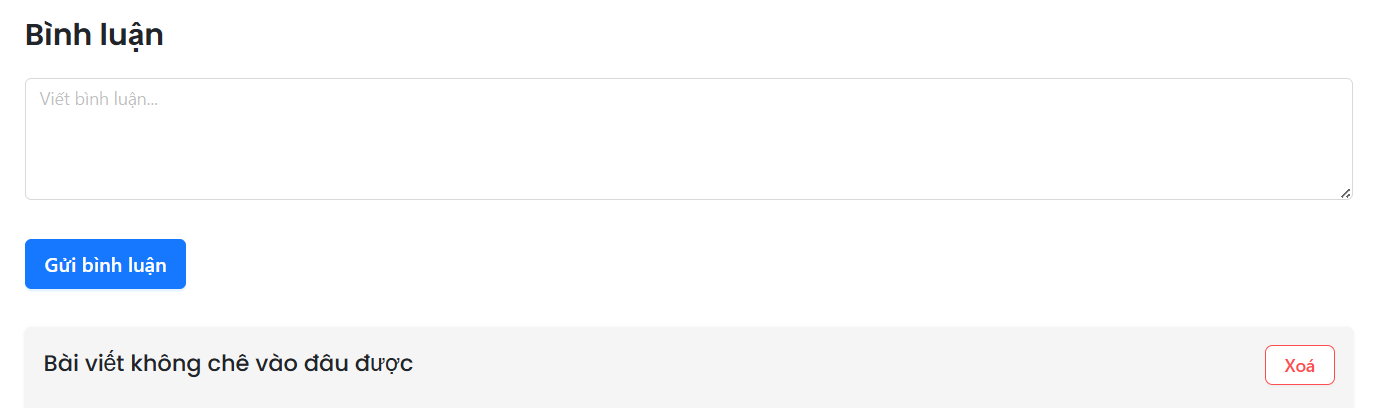 Bình luận
Viết bình luận...
Gửi bình luận
Bài viết không chê vào đâu được
Xoá